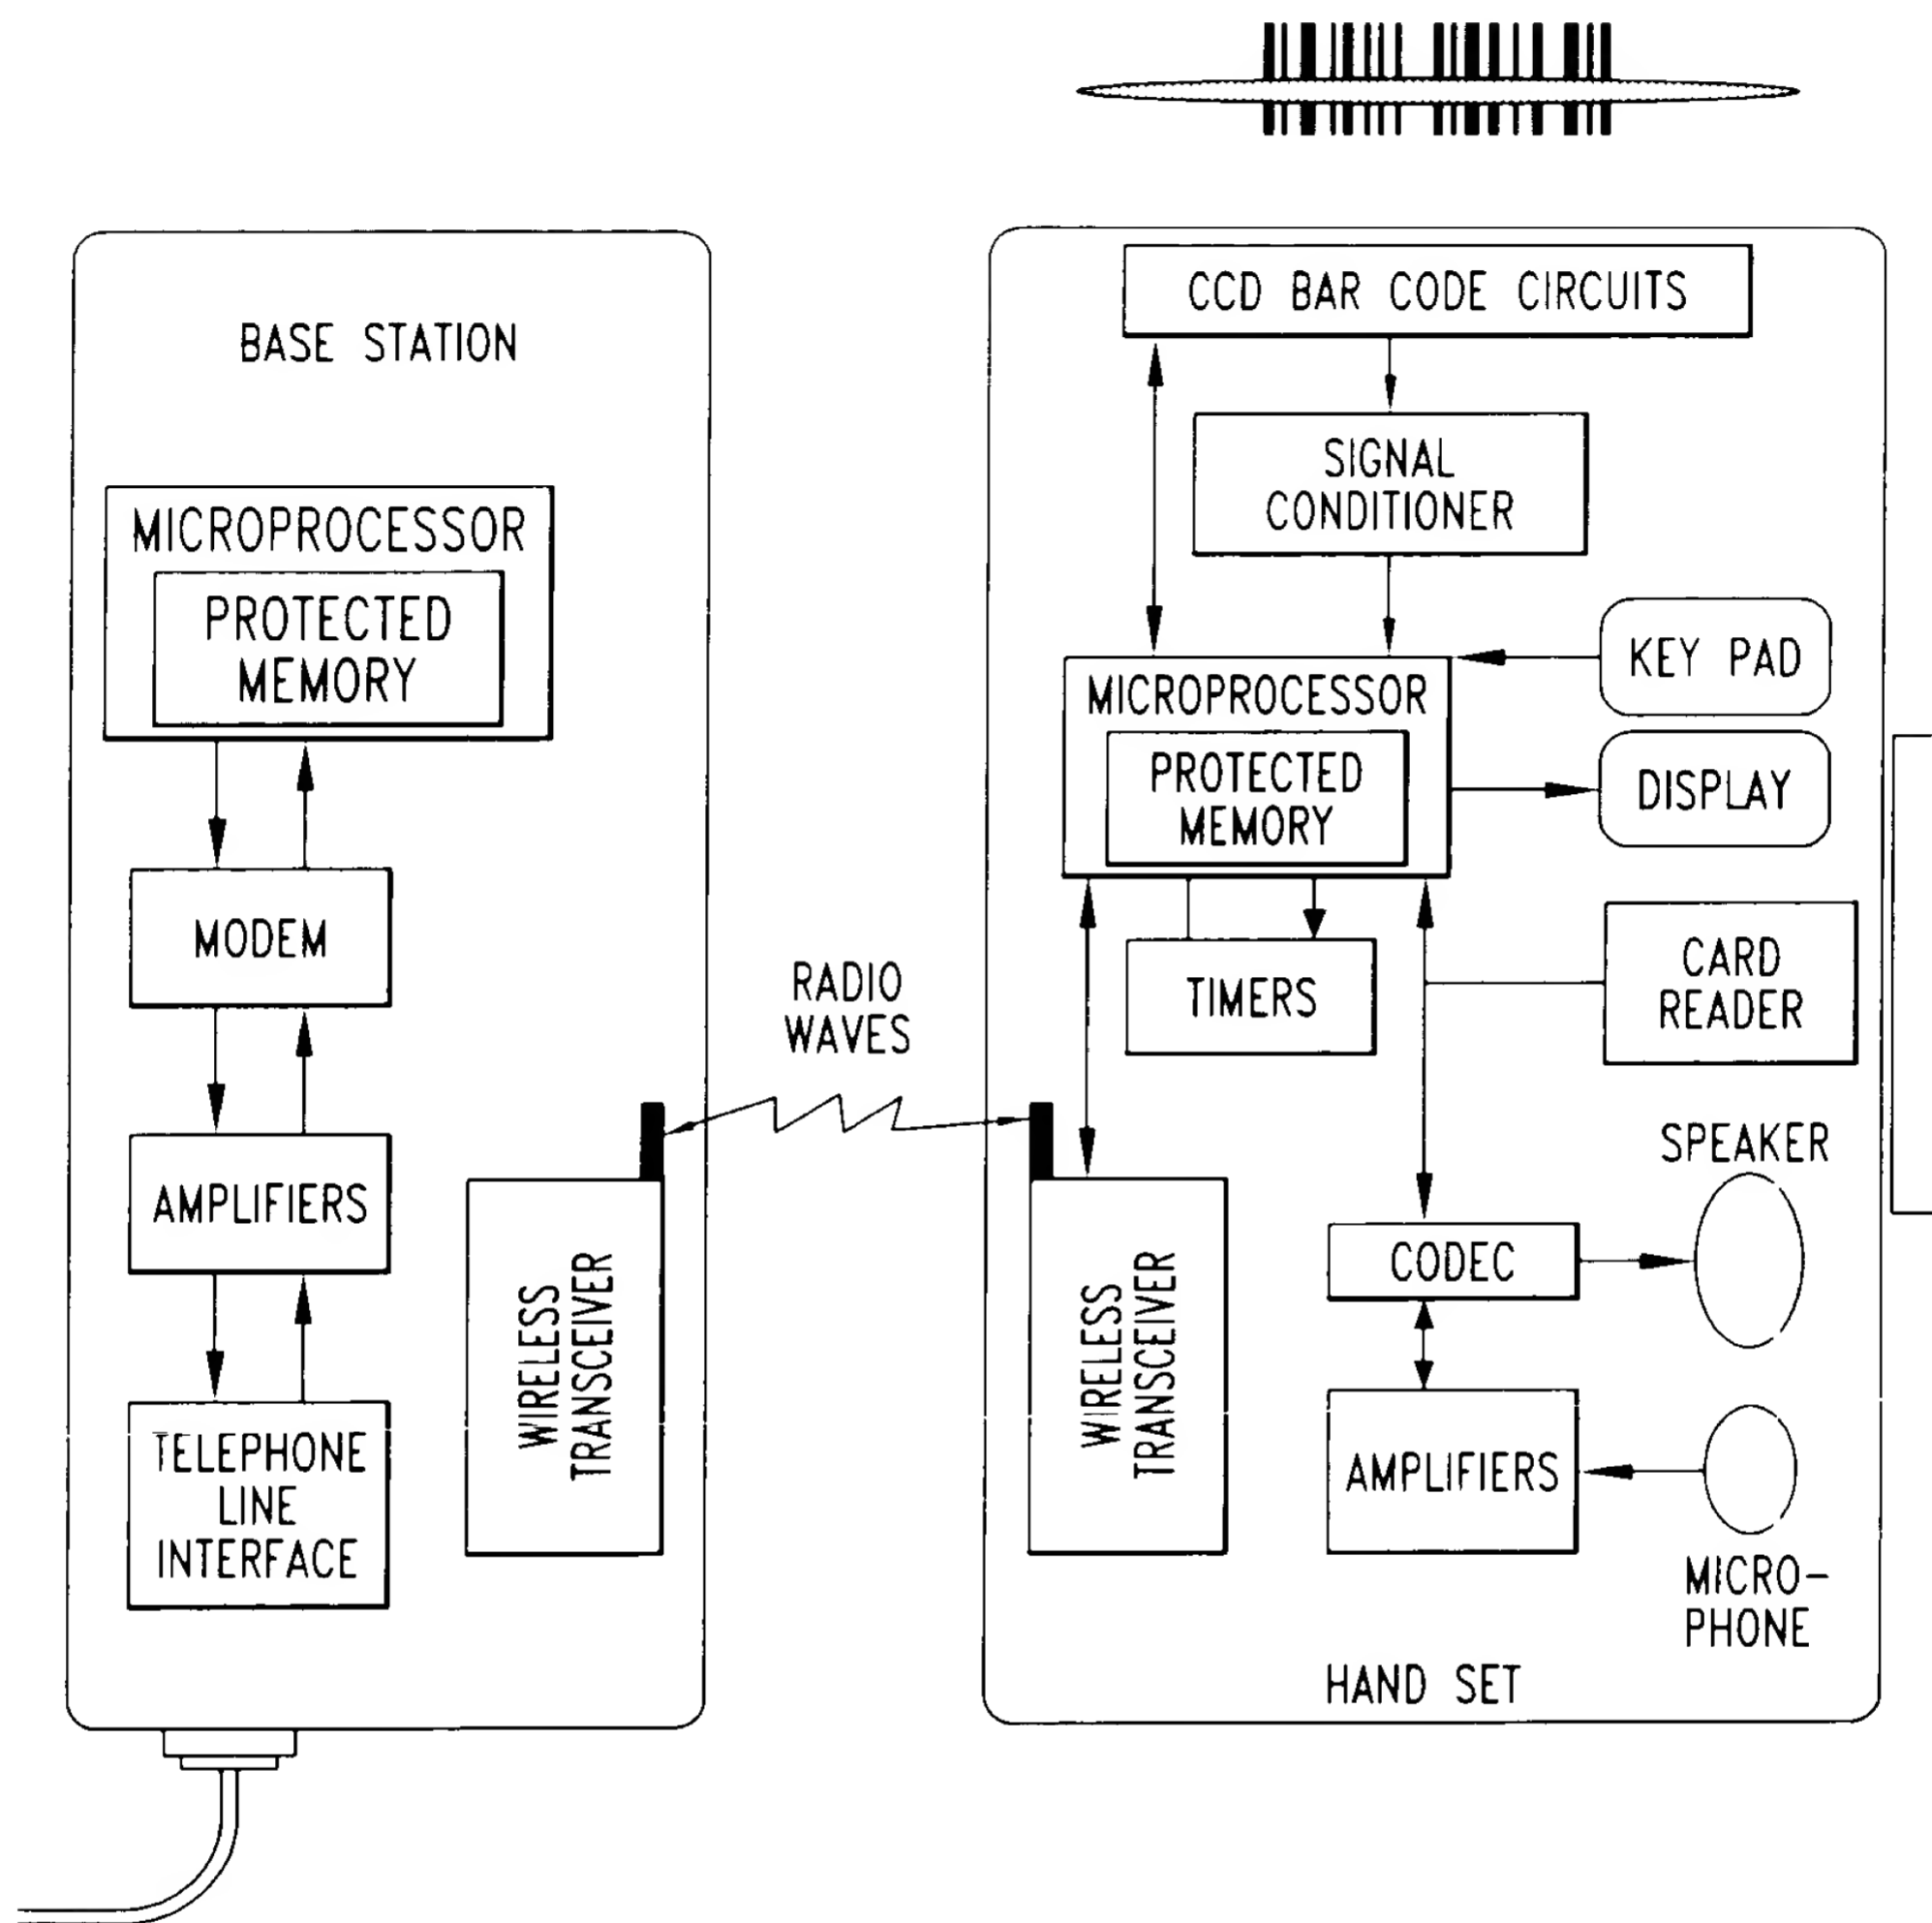 BASE STATION
MICROPROCESSOR
PROTECTED
MEMORY
MODEM
AMPLIFIERS
TELEPHONE
LINE
INTERFACE
WIRELESS
TRANSCEIVER
RADIO
WAVES
CCD BAR CODE CIRCUITS
SIGNAL
CONDITIONER
KEY PAD
MICROPROCESSOR
PROTECTED
MEMORY
DISPLAY
TIMERS
CARD
READER
WIRELESS
TRANSCEIVER
CODEC
SPEAKER
AMPLIFIERS
MICRO-
PHONE
HAND SET